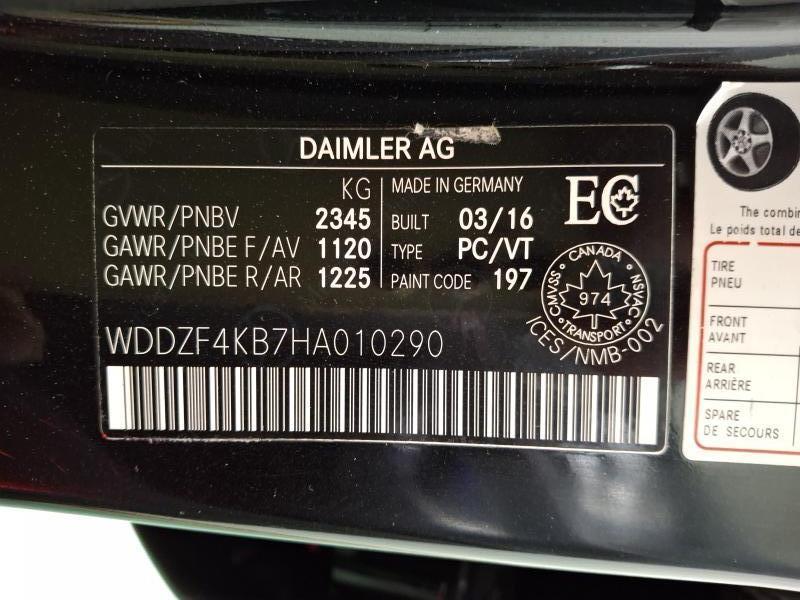 DAIMLER AG
KG
GVWR/PNBV 2345
GAWR/PNBE F/AV 1120
GAWR/PNBE R/AR 1225
MADE IN GERMANY
BUILT 03/16
TYPE PC/VT
PAINT CODE 197
EC
CANADA
CMVSS NSVAC
974
TRANSPORT
ICES/NMB-002
WDDZF4KB7HA010290
The combi
Le poids total de
TIRE
PNEU
FRONT
AVANT
REAR
ARRIÈRE
SPARE
DE SECOURS